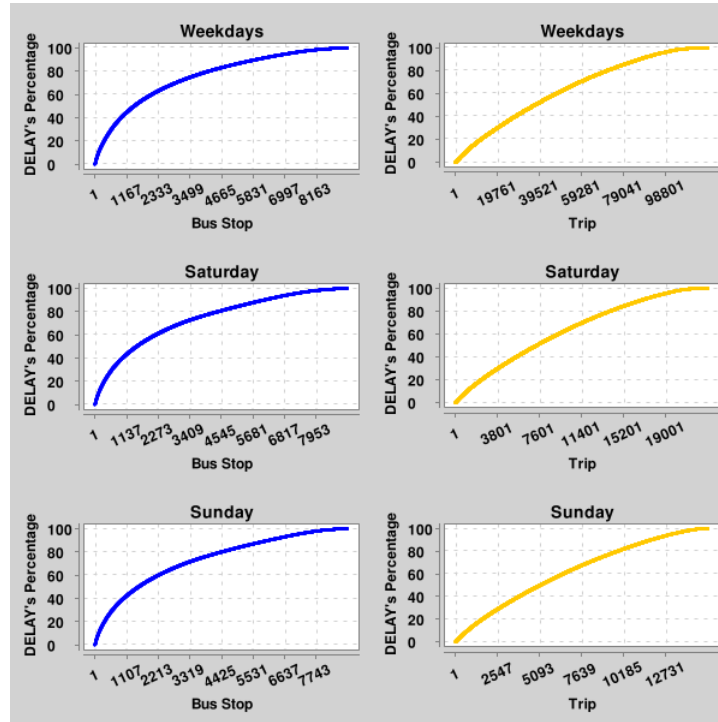 Weekdays
DELAY's Percentage
100
80
60
40
20
0
1 1167 2333 3499 4665 5831 6997 8163
Bus Stop
Weekdays
DELAY's Percentage
100
80
60
40
20
0
1 19761 39521 59281 79041 98801
Trip
Saturday
DELAY's Percentage
100
80
60
40
20
0
1 1137 2273 3409 4545 5681 6817 7953
Bus Stop
Saturday
DELAY's Percentage
100
80
60
40
20
0
1 3801 7601 11401 15201 19001
Trip
Sunday
DELAY's Percentage
100
80
60
40
20
0
1 1107 2213 3319 4425 5531 6637 7743
Bus Stop
Sunday
DELAY's Percentage
100
80
60
40
20
0
1 2547 5093 7639 10185 12731
Trip